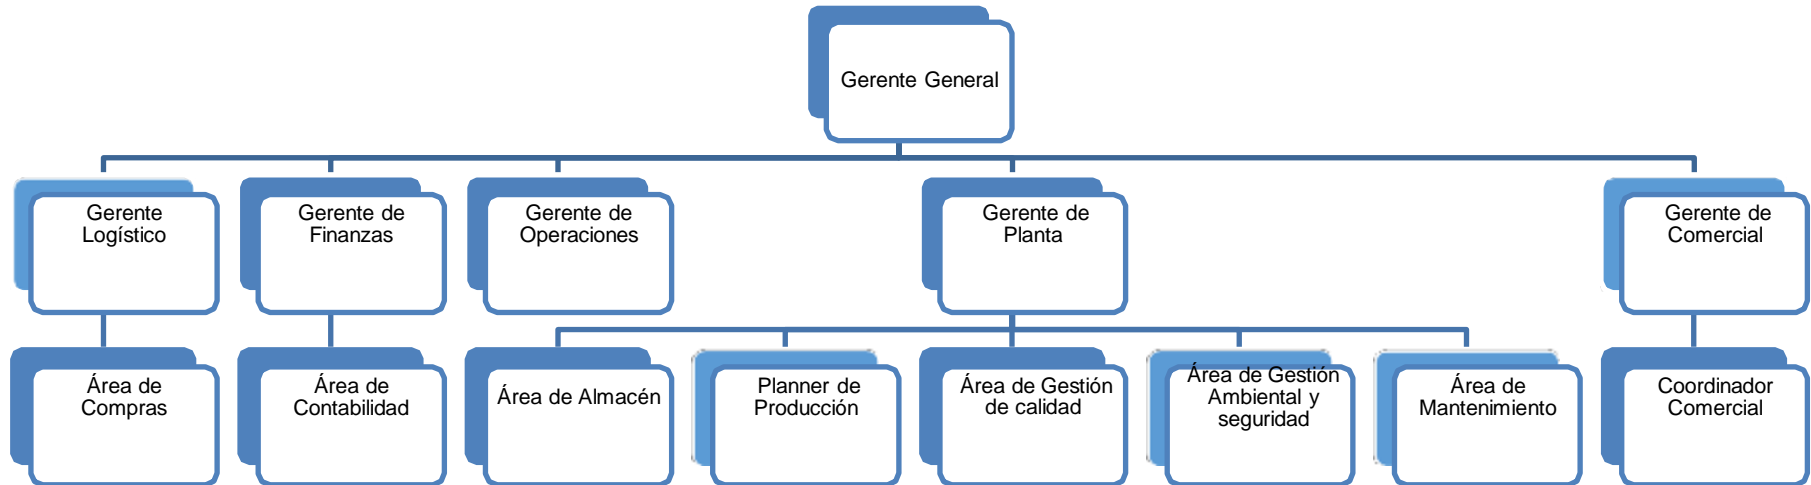 Gerente General
Gerente
Logístico
Gerente de
Finanzas
Gerente de
Operaciones
Gerente de
Planta
Gerente de
Comercial
Área de
Compras
Área de
Contabilidad
Área de Almacén
Planner de
Producción
Área de Gestión
de calidad
Área de Gestión
Ambiental y
seguridad
Área de
Mantenimiento
Coordinador
Comercial